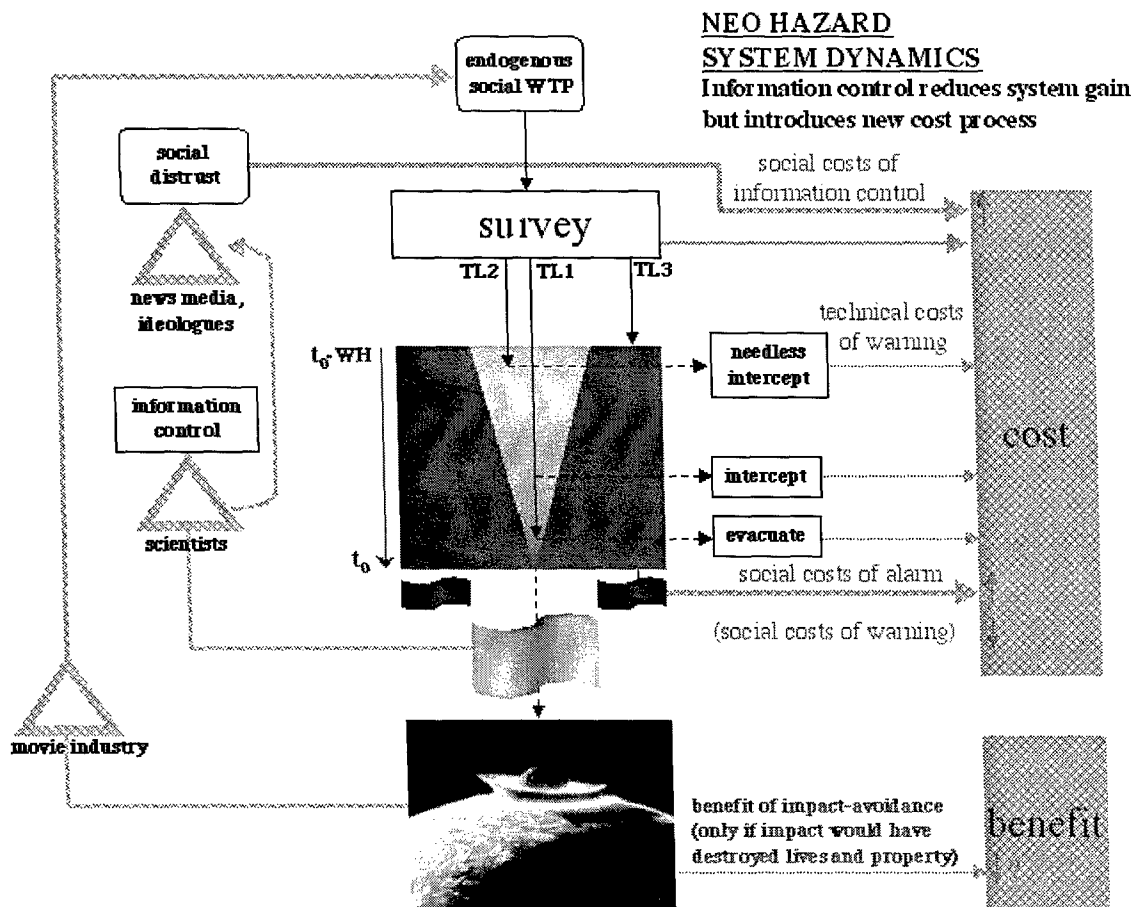 NEO HAZARD
SYSTEM DYNAMICS
Information control reduces system gain
but introduces new cost process
endogenous
social WTP
social
distrust
social costs of
information control
survey
TL2
TL1
TL3
news media,
ideologues
technical costs
of warning
t₀-WH
needless
intercept
information
control
cost
intercept
evacuate
scientists
t₀
social costs of alarm
(social costs of warning)
movie industry
benefit of impact-avoidance
(only if impact would have
destroyed lives and property)
benefit